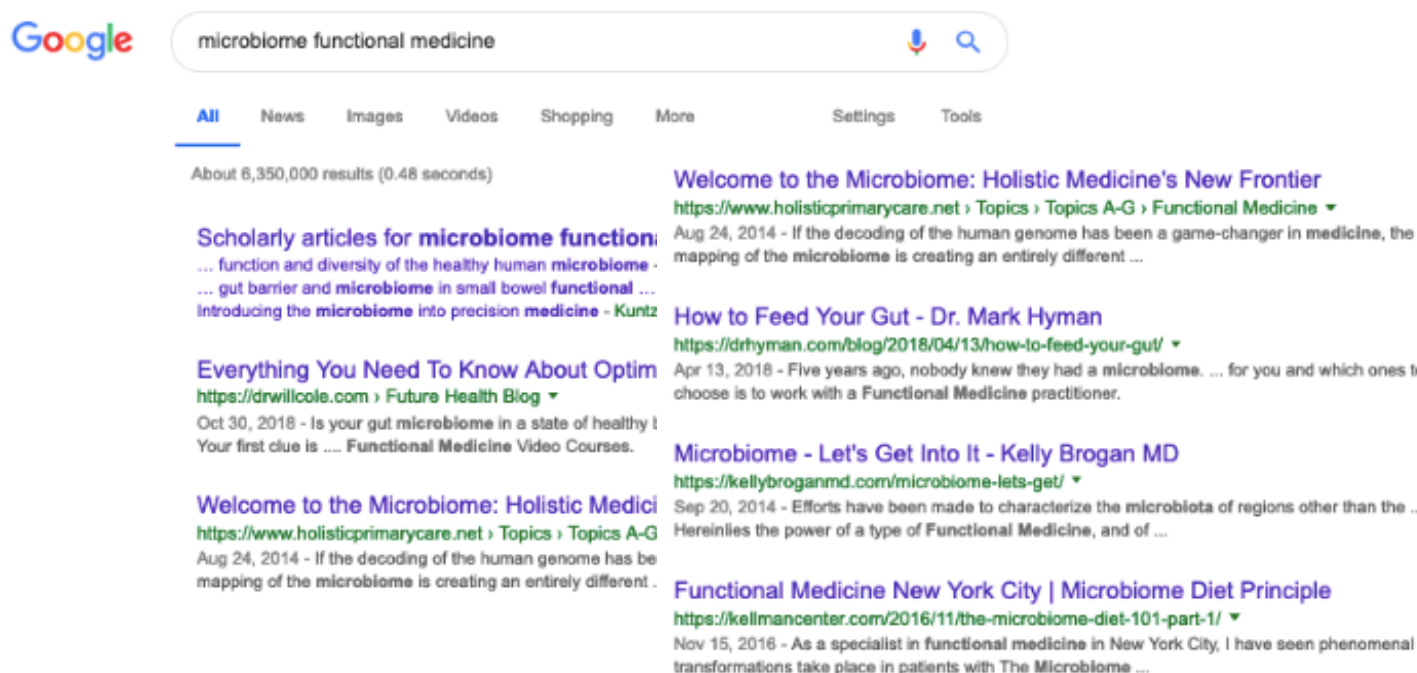 Google
microbiome functional medicine
All News Images Videos Shopping More Settings Tools
About 6,350,000 results (0.48 seconds)
Scholarly articles for microbiome functiona
... function and diversity of the healthy human microbiome -
... gut barrier and microbiome in small bowel functional ...
Introducing the microbiome into precision medicine - Kuntz
Everything You Need To Know About Optim
https://drwillcole.com › Future Health Blog
Oct 30, 2018 - Is your gut microbiome in a state of healthy b
Your first clue is .... Functional Medicine Video Courses.
Welcome to the Microbiome: Holistic Medici
https://www.holisticprimarycare.net › Topics › Topics A-G
Aug 24, 2014 - If the decoding of the human genome has be
mapping of the microbiome is creating an entirely different .
Welcome to the Microbiome: Holistic Medicine's New Frontier
https://www.holisticprimarycare.net › Topics › Topics A-G › Functional Medicine
Aug 24, 2014 - If the decoding of the human genome has been a game-changer in medicine, the
mapping of the microbiome is creating an entirely different ...
How to Feed Your Gut - Dr. Mark Hyman
https://drhyman.com/blog/2018/04/13/how-to-feed-your-gut/
Apr 13, 2018 - Five years ago, nobody knew they had a microbiome. ... for you and which ones to
choose is to work with a Functional Medicine practitioner.
Microbiome - Let's Get Into It - Kelly Brogan MD
https://kellybroganmd.com/microbiome-lets-get/
Sep 20, 2014 - Efforts have been made to characterize the microbiota of regions other than the ..
Hereinlies the power of a type of Functional Medicine, and of ...
Functional Medicine New York City | Microbiome Diet Principle
https://kellmancenter.com/2016/11/the-microbiome-diet-101-part-1/
Nov 15, 2016 - As a specialist in functional medicine in New York City, I have seen phenomenal
transformations take place in patients with The Microbiome ...